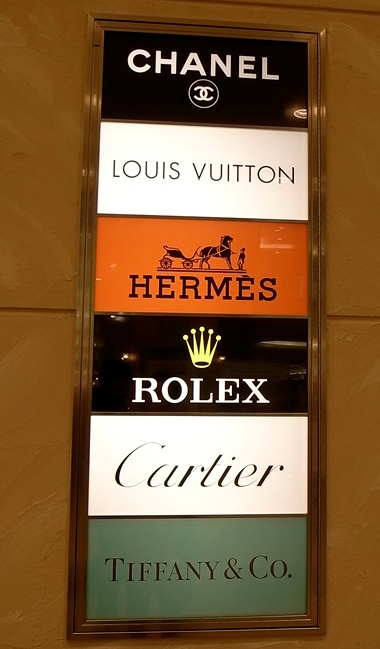 CHANEL
LOUIS VUITTON
HERMÈS
ROLEX
Cartier
TIFFANY & CO.